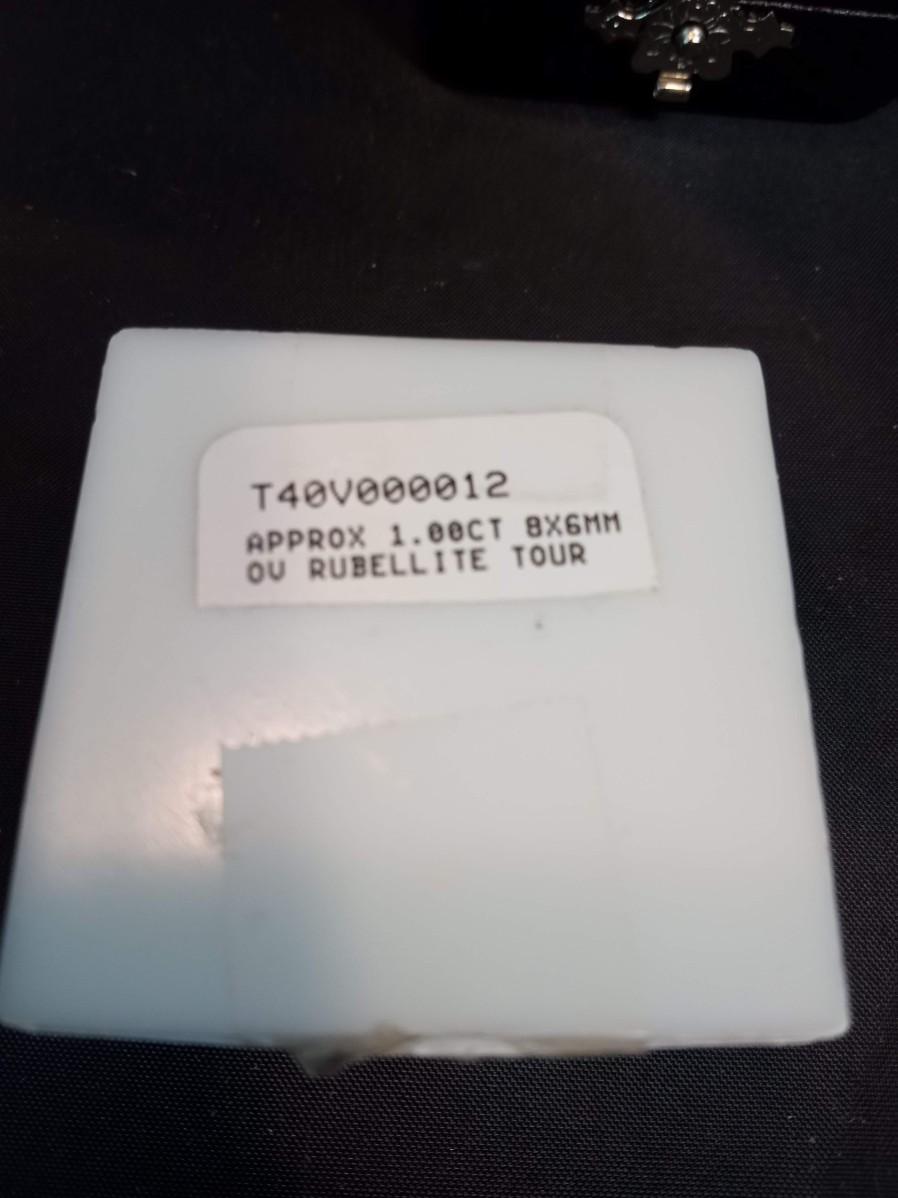 T40V000012
APPROX 1.00CT 8X6MM
OV RUBELLITE TOUR